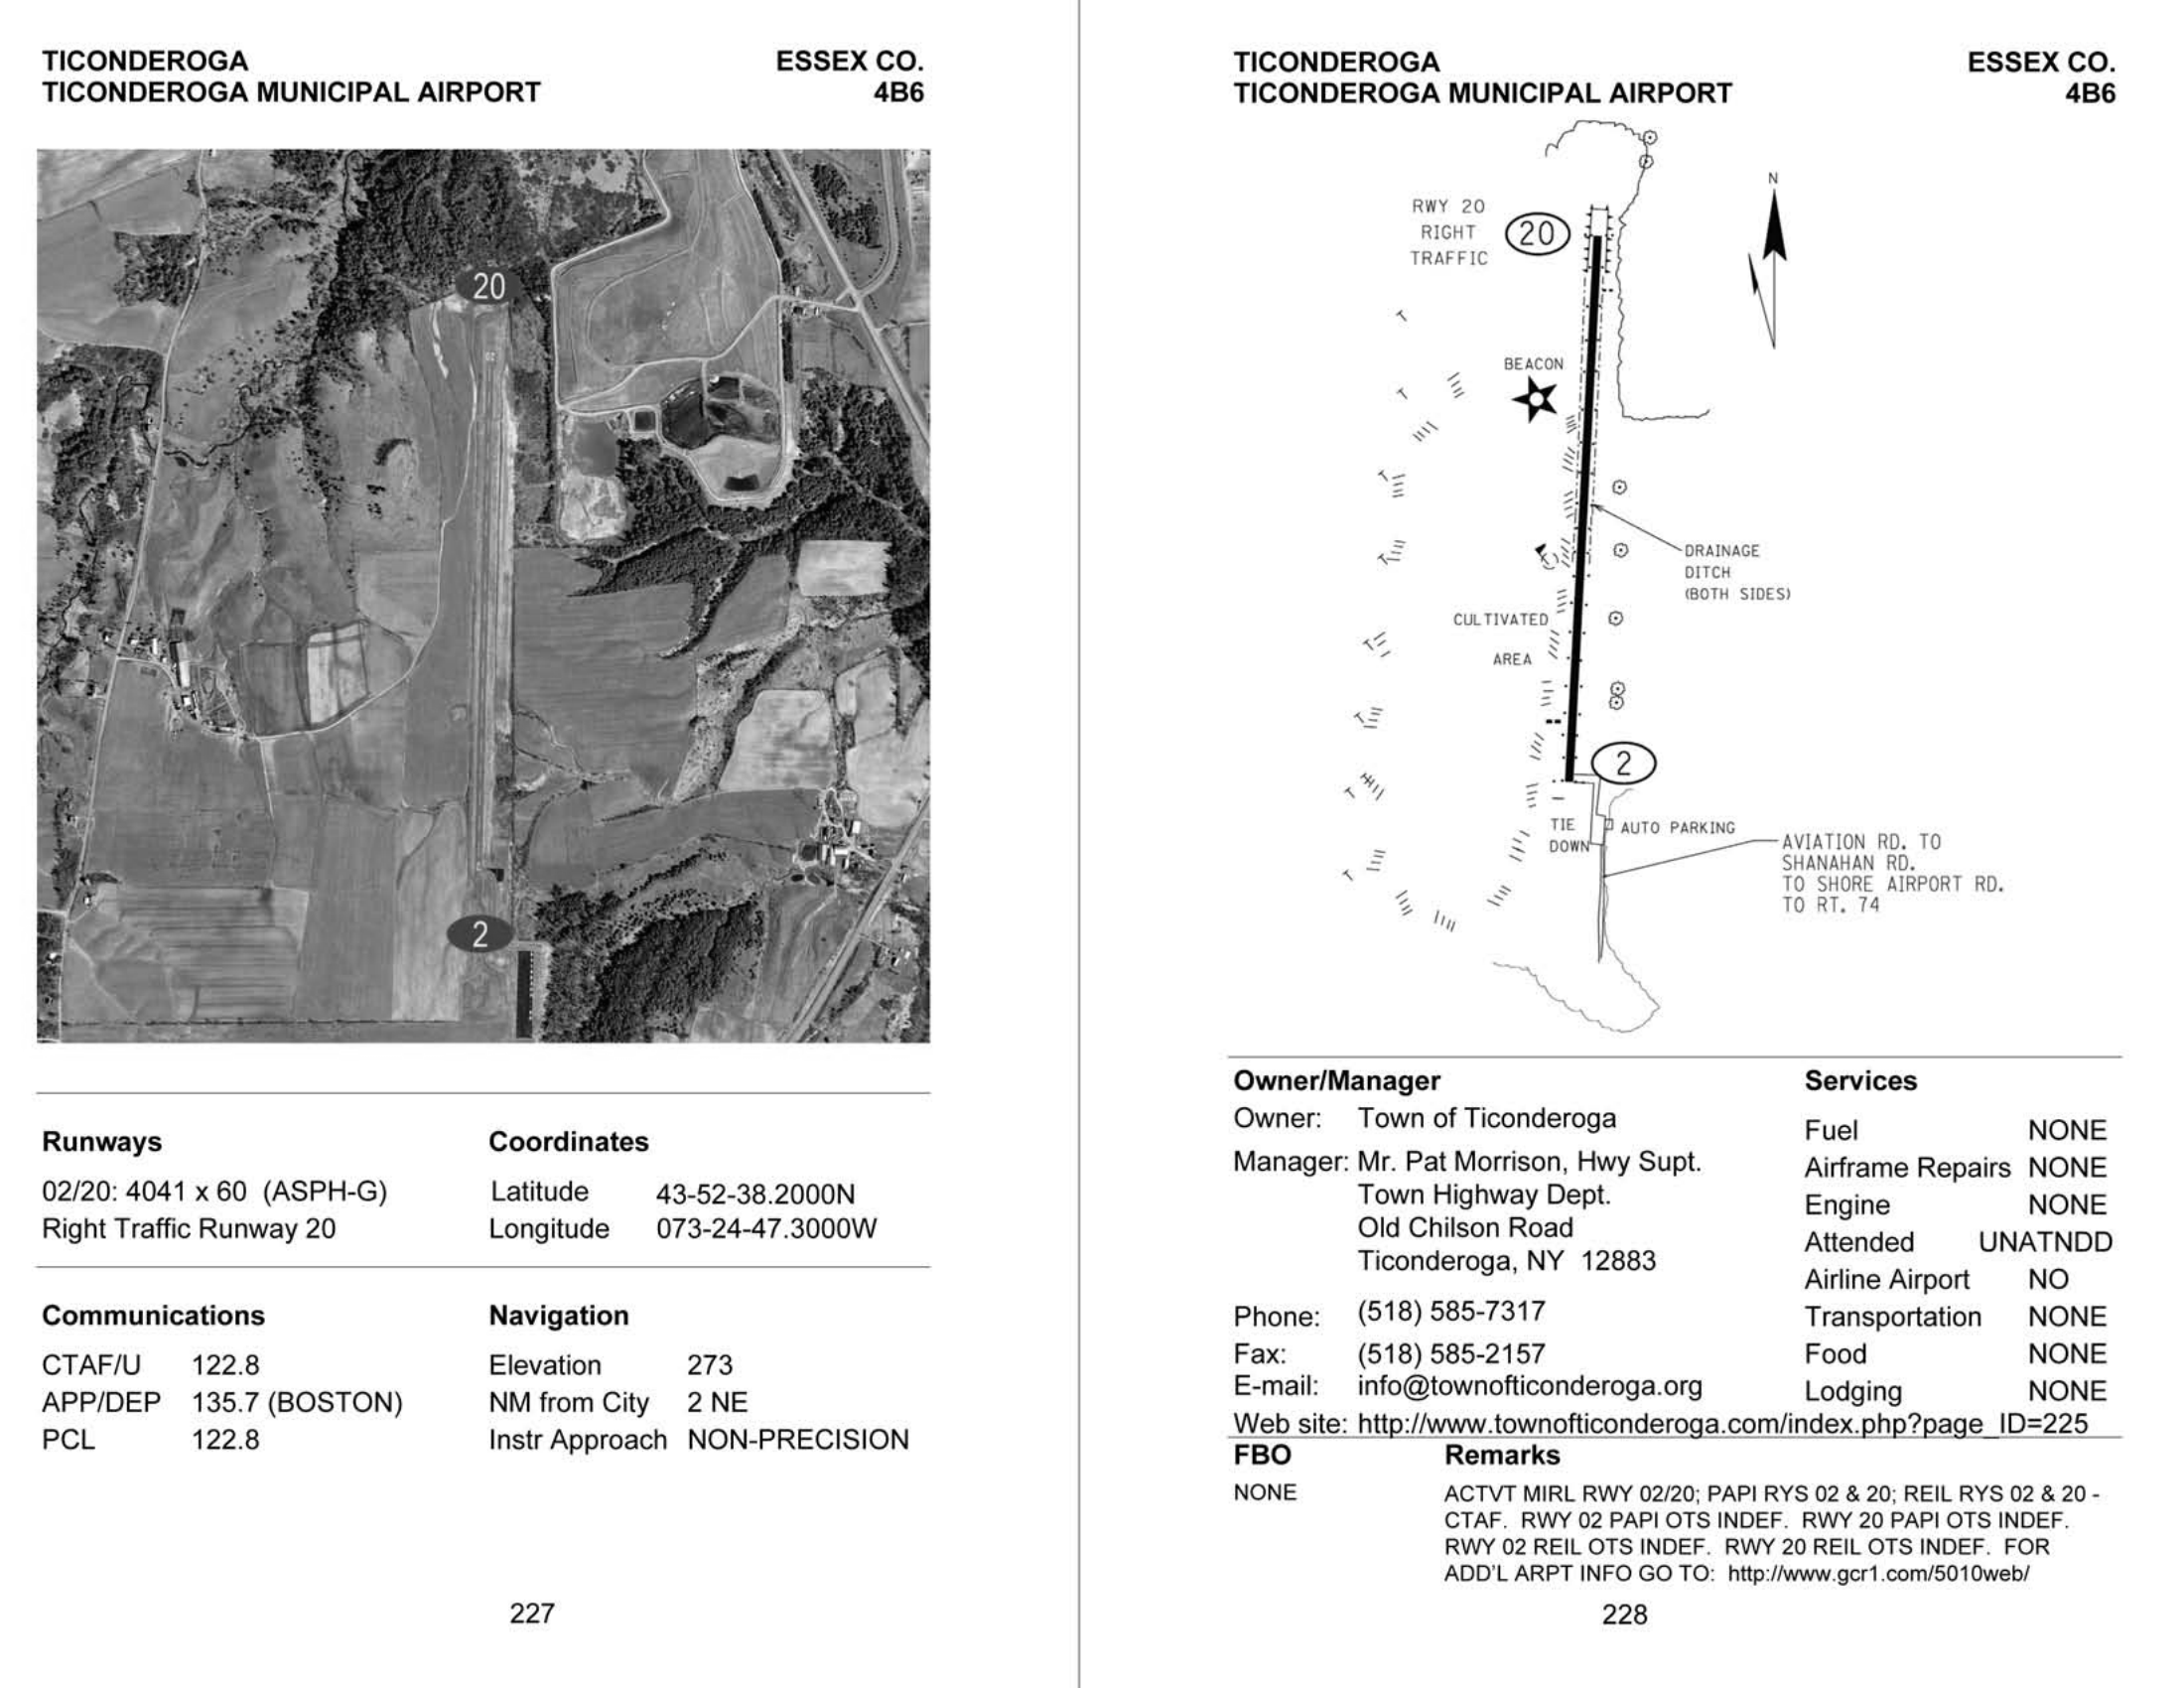 TICONDEROGA ESSEX CO.
TICONDEROGA MUNICIPAL AIRPORT 4B6
20
02
2
Runways
02/20: 4041 x 60 (ASPH-G)
Right Traffic Runway 20
Coordinates
Latitude 43-52-38.2000N
Longitude 073-24-47.3000W
Communications
CTAF/U 122.8
APP/DEP 135.7 (BOSTON)
PCL 122.8
Navigation
Elevation 273
NM from City 2 NE
Instr Approach NON-PRECISION
227
TICONDEROGA ESSEX CO.
TICONDEROGA MUNICIPAL AIRPORT 4B6
N
RWY 20
RIGHT
TRAFFIC
20
BEACON
DRAINAGE
DITCH
(BOTH SIDES)
CULTIVATED
AREA
2
TIE
DOWN
AUTO PARKING
AVIATION RD. TO
SHANAHAN RD.
TO SHORE AIRPORT RD.
TO RT. 74
Owner/Manager
Owner: Town of Ticonderoga
Manager: Mr. Pat Morrison, Hwy Supt.
Town Highway Dept.
Old Chilson Road
Ticonderoga, NY 12883
Phone: (518) 585-7317
Fax: (518) 585-2157
E-mail: info@townofticonderoga.org
Web site: http://www.townofticonderoga.com/index.php?page_ID=225
Services
Fuel NONE
Airframe Repairs NONE
Engine NONE
Attended UNATNDD
Airline Airport NO
Transportation NONE
Food NONE
Lodging NONE
FBO
NONE
Remarks
ACTVT MIRL RWY 02/20; PAPI RYS 02 & 20; REIL RYS 02 & 20 -
CTAF. RWY 02 PAPI OTS INDEF. RWY 20 PAPI OTS INDEF.
RWY 02 REIL OTS INDEF. RWY 20 REIL OTS INDEF. FOR
ADD'L ARPT INFO GO TO: http://www.gcr1.com/5010web/
228